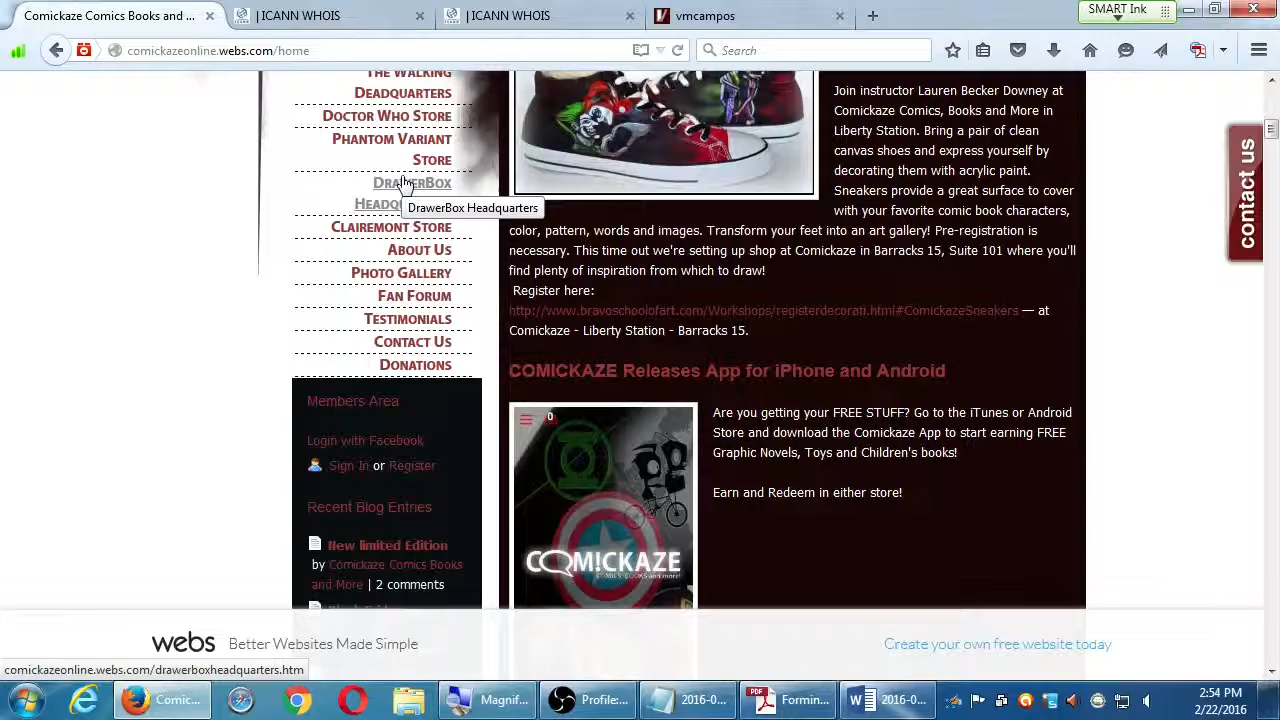 Comickaze Comics Books and ...
| ICANN WHOIS
| ICANN WHOIS
vmcampos
SMART Ink
comickazeonline.webs.com/home
Search
The Walking
Deadquarters
Doctor Who Store
Phantom Variant
Store
DrawerBox
Headq
DrawerBox Headquarters
Clairemont Store
About Us
Photo Gallery
Fan Forum
Testimonials
Contact Us
Donations
Members Area
Login with Facebook
Sign In or Register
Recent Blog Entries
New limited Edition
by Comickaze Comics Books
and More | 2 comments
Join instructor Lauren Becker Downey at
Comickaze Comics, Books and More in
Liberty Station. Bring a pair of clean
canvas shoes and express yourself by
decorating them with acrylic paint.
Sneakers provide a great surface to cover
with your favorite comic book characters,
color, pattern, words and images. Transform your feet into an art gallery! Pre-registration is
necessary. This time out we're setting up shop at Comickaze in Barracks 15, Suite 101 where you'll
find plenty of inspiration from which to draw!
Register here:
http://www.bravoschoolofart.com/Workshops/registerdecorati.html#ComickazeSneakers — at
Comickaze - Liberty Station - Barracks 15.
COMICKAZE Releases App for iPhone and Android
0
COMICKAZE
COMICS, BOOKS and more!
Are you getting your FREE STUFF? Go to the iTunes or Android
Store and download the Comickaze App to start earning FREE
Graphic Novels, Toys and Children's books!
Earn and Redeem in either store!
contact us
webs Better Websites Made Simple
Create your own free website today
comickazeonline.webs.com/drawerboxheadquarters.htm
Comic...
Magnif...
Profile:...
2016-0...
PDF
Formin...
2016-0...
2:54 PM
2/22/2016